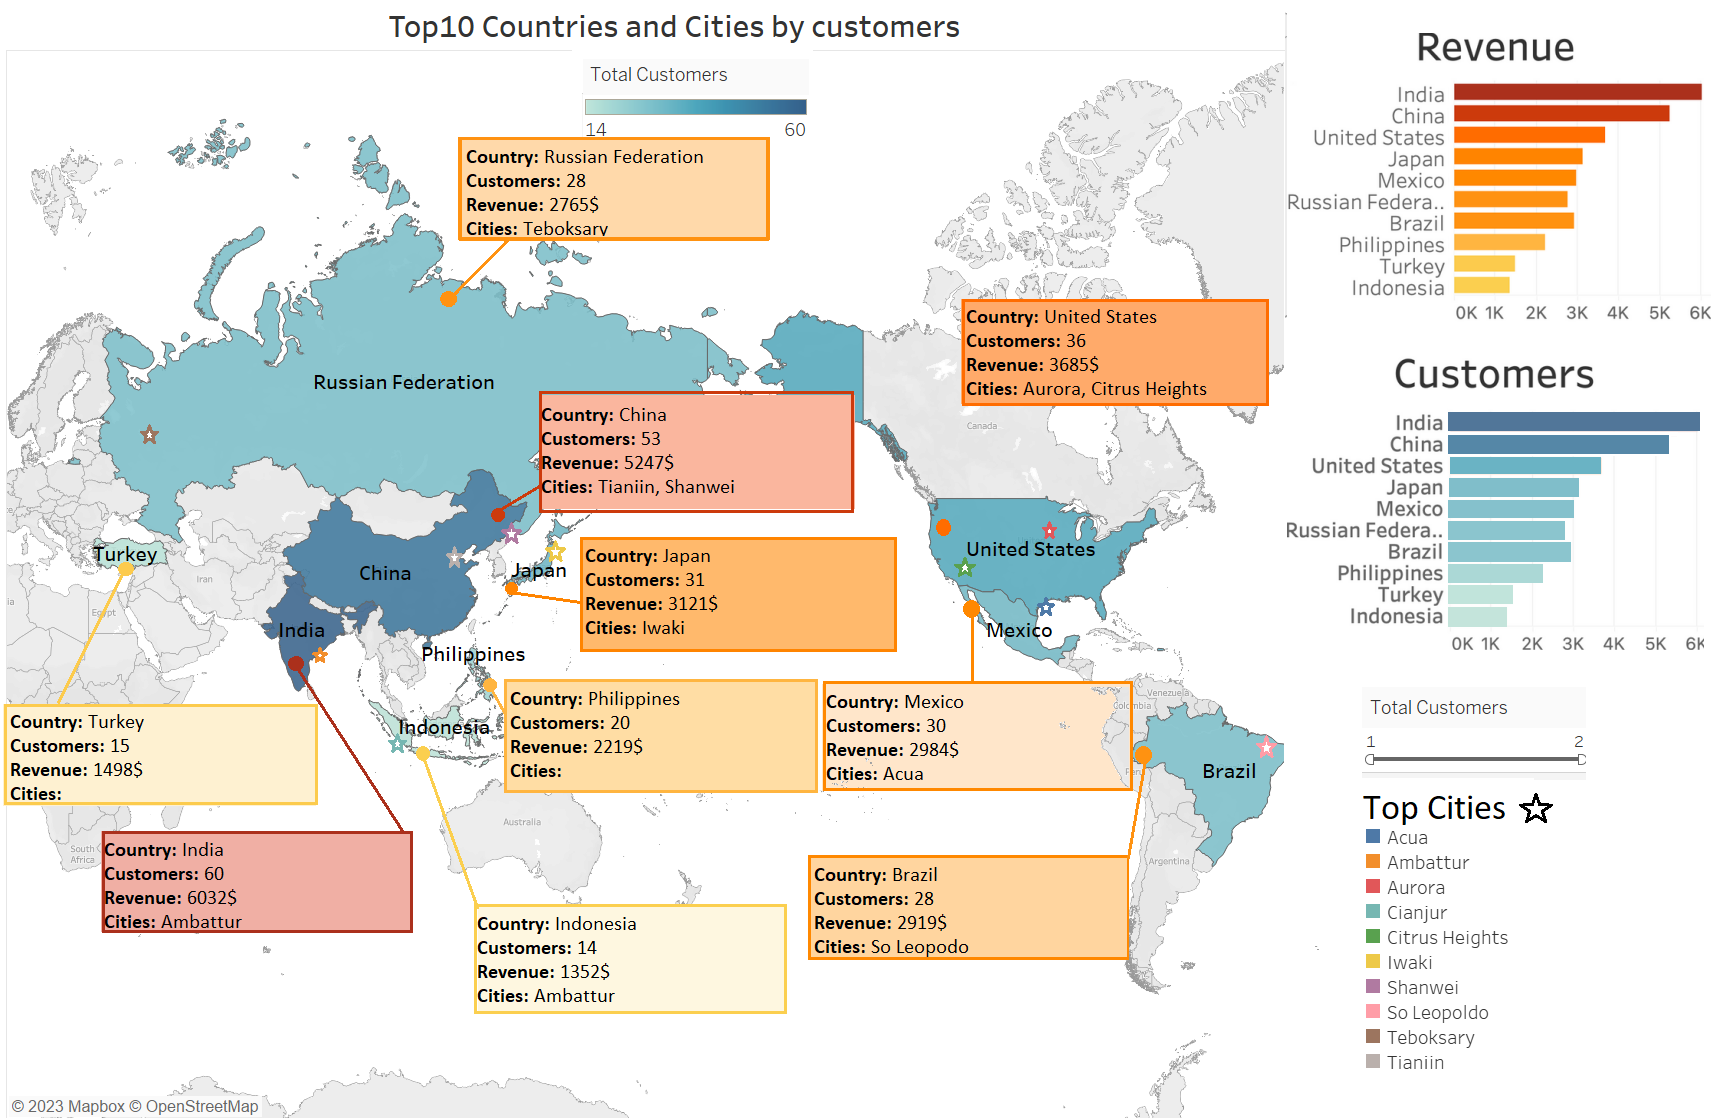 Top10 Countries and Cities by customers
Total Customers
14 60
Country: Russian Federation
Customers: 28
Revenue: 2765$
Cities: Teboksary
Country: United States
Customers: 36
Revenue: 3685$
Cities: Aurora, Citrus Heights
Russian Federation
Country: China
Customers: 53
Revenue: 5247$
Cities: Tianiin, Shanwei
Canada
Turkey
China
Japan
Country: Japan
Customers: 31
Revenue: 3121$
Cities: Iwaki
United States
Iran
Egypt
India
Mexico
Philippines
Country: Philippines
Customers: 20
Revenue: 2219$
Cities:
Country: Mexico
Customers: 30
Revenue: 2984$
Cities: Acua
Venezuela
Colombia
Peru
Brazil
Country: Turkey
Customers: 15
Revenue: 1498$
Cities:
Indonesia
Australia
South Africa
Argentina
Country: India
Customers: 60
Revenue: 6032$
Cities: Ambattur
Country: Indonesia
Customers: 14
Revenue: 1352$
Cities: Ambattur
Country: Brazil
Customers: 28
Revenue: 2919$
Cities: So Leopodo
© 2023 Mapbox © OpenStreetMap
Revenue
India
China
United States
Japan
Mexico
Russian Federa..
Brazil
Philippines
Turkey
Indonesia
0K 1K 2K 3K 4K 5K 6K
Customers
India
China
United States
Japan
Mexico
Russian Federa..
Brazil
Philippines
Turkey
Indonesia
0K 1K 2K 3K 4K 5K 6K
Total Customers
1 2
Top Cities
Acua
Ambattur
Aurora
Cianjur
Citrus Heights
Iwaki
Shanwei
So Leopoldo
Teboksary
Tianiin